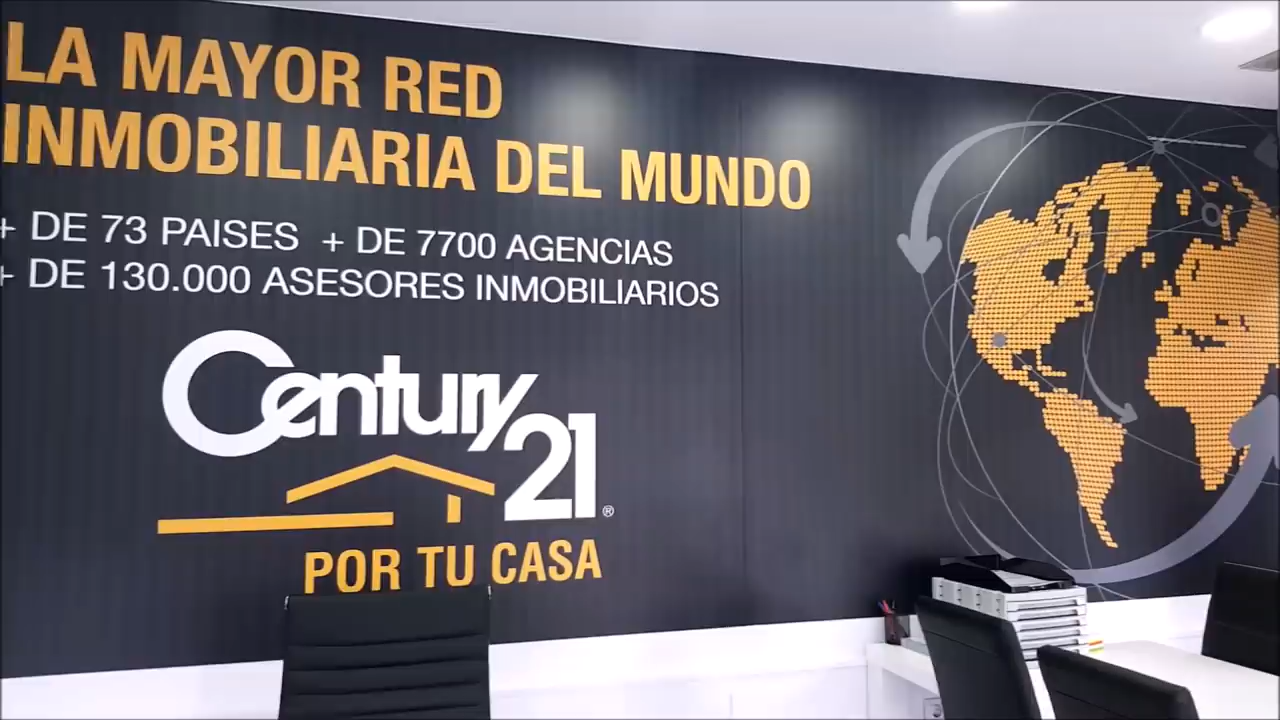 LA MAYOR RED
INMOBILIARIA DEL MUNDO
+ DE 73 PAISES + DE 7700 AGENCIAS
+ DE 130.000 ASESORES INMOBILIARIOS
Century 21®
POR TU CASA